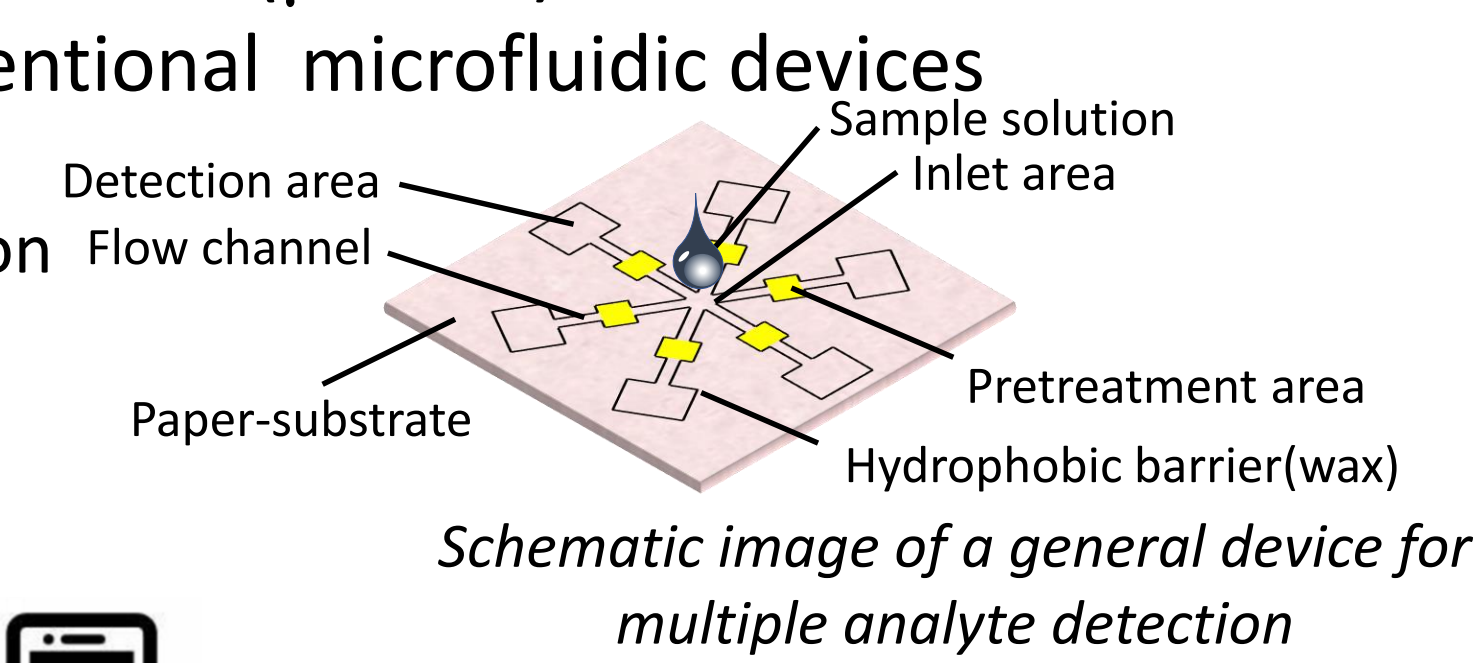 entional microfluidic devices
Sample solution
Inlet area
Detection area
on
Flow channel
Paper-substrate
Pretreatment area
Hydrophobic barrier(wax)
Schematic image of a general device for
multiple analyte detection